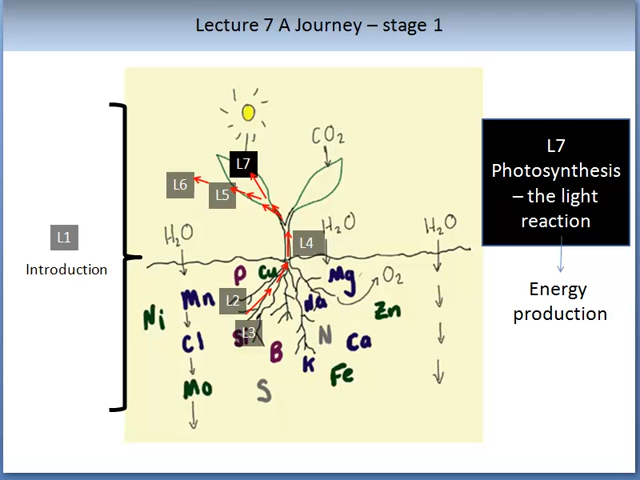 Lecture 7 A Journey – stage 1
CO2
L7
L7
Photosynthesis
– the light
reaction
L6
L5
L1
H2O
H2O
H2O
L4
Introduction
P
Cu
Mg
O2
Energy
production
Mn
L2
Na
Zn
Ni
L3
Cl
B
N
Ca
K
Fe
Mo
S